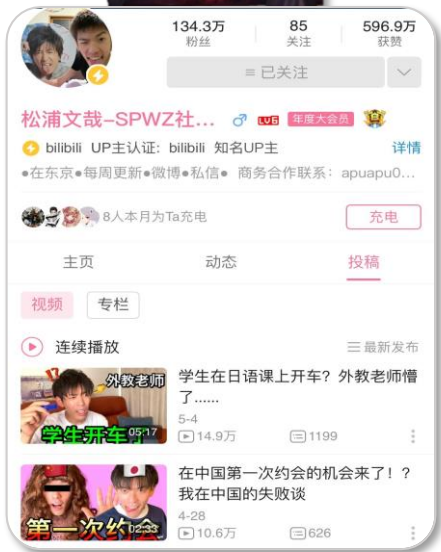 134.3万 85 596.9万
粉丝 关注 获赞
已关注
松浦文哉-SPWZ社... LV6 年度大会员
bilibili UP主认证: bilibili 知名UP主 详情
●在东京●每周更新●微博●私信● 商务合作联系: apuapu0...
8人本月为Ta充电 充电
主页 动态 投稿
视频 专栏
连续播放 最新发布
外教老师
学生开车了
05:17
学生在日语课上开车?外教老师懵
了......
5-4
14.9万 1199
第一次约会
02:33
在中国第一次约会的机会来了!?
我在中国的失败谈
4-28
10.6万 626